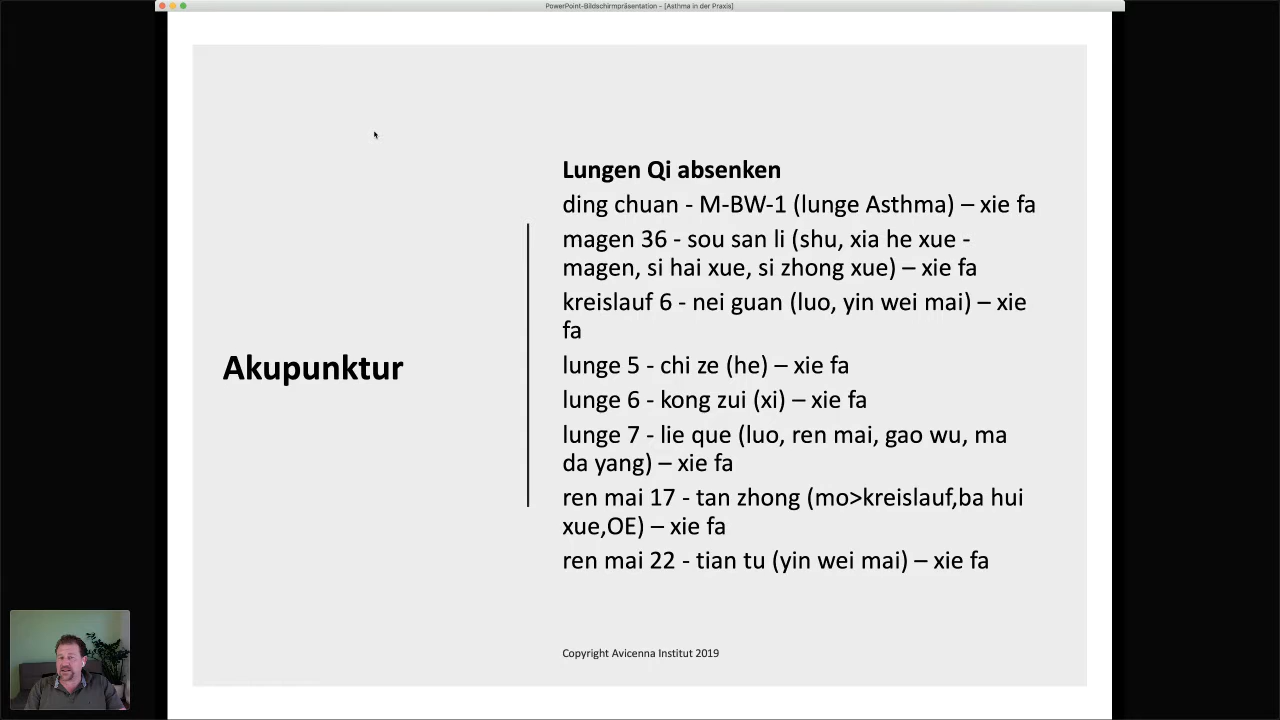 PowerPoint-Bildschirmpräsentation - [Asthma in der Praxis]
Lungen Qi absenken
ding chuan - M-BW-1 (lunge Asthma) – xie fa
magen 36 - sou san li (shu, xia he xue -
magen, si hai xue, si zhong xue) – xie fa
kreislauf 6 - nei guan (luo, yin wei mai) – xie
fa
Akupunktur
lunge 5 - chi ze (he) – xie fa
lunge 6 - kong zui (xi) – xie fa
lunge 7 - lie que (luo, ren mai, gao wu, ma
da yang) – xie fa
ren mai 17 - tan zhong (mo>kreislauf,ba hui
xue,OE) – xie fa
ren mai 22 - tian tu (yin wei mai) – xie fa
Copyright Avicenna Institut 2019